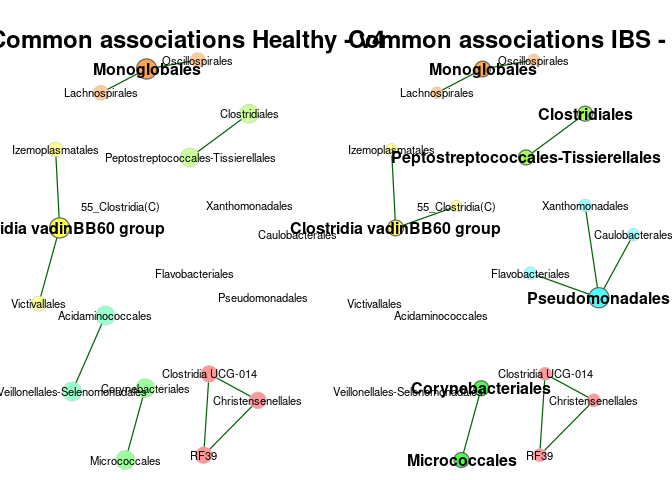 Common associations Healthy - v4
Common associations IBS -
Oscillospirales
Monoglobales
Lachnospirales
Clostridiales
Izemoplasmatales
Peptostreptococcales-Tissierellales
55_Clostridia(C)
Xanthomonadales
idia vadinBB60 group
Caulobacterales
Flavobacteriales
Pseudomonadales
Victivallales
Acidaminococcales
Clostridia UCG-014
Veillonellales-Selenomonadales
Corynebacteriales
Christensenellales
RF39
Micrococcales
Oscillospirales
Monoglobales
Lachnospirales
Clostridiales
Izemoplasmatales
Peptostreptococcales-Tissierellales
55_Clostridia(C)
Xanthomonadales
Clostridia vadinBB60 group
Caulobacterales
Flavobacteriales
Pseudomonadales
Victivallales
Acidaminococcales
Clostridia UCG-014
Veillonellales-Selenomonadales
Corynebacteriales
Christensenellales
RF39
Micrococcales